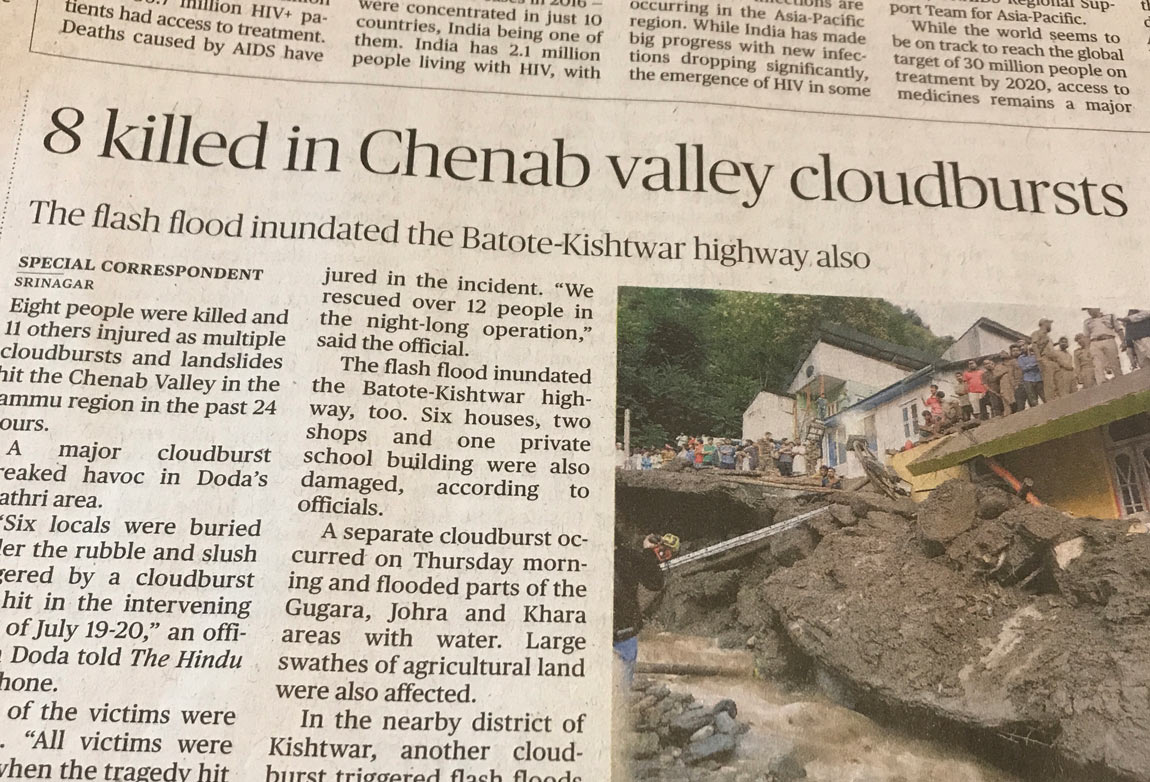 million HIV+ pa-
tients had access to treatment.
Deaths caused by AIDS have
were concentrated in just 10
countries, India being one of
them. India has 2.1 million
people living with HIV, with
occurring in the Asia-Pacific
region. While India has made
big progress with new infec-
tions dropping significantly,
the emergence of HIV in some
Regional Sup-
port Team for Asia-Pacific.
While the world seems to
be on track to reach the global
target of 30 million people on
treatment by 2020, access to
medicines remains a major
8 killed in Chenab valley cloudbursts
The flash flood inundated the Batote-Kishtwar highway also
SPECIAL CORRESPONDENT
SRINAGAR
Eight people were killed and
11 others injured as multiple
cloudbursts and landslides
hit the Chenab Valley in the
ammu region in the past 24
ours.
A major cloudburst
reaked havoc in Doda's
athri area.
"Six locals were buried
der the rubble and slush
gered by a cloudburst
hit in the intervening
of July 19-20," an offi-
Doda told The Hindu
hone.
of the victims were
. "All victims were
when the tragedy hit
jured in the incident. "We
rescued over 12 people in
the night-long operation,"
said the official.
The flash flood inundated
the Batote-Kishtwar high-
way, too. Six houses, two
shops and one private
school building were also
damaged, according to
officials.
A separate cloudburst oc-
curred on Thursday morn-
ing and flooded parts of the
Gugara, Johra and Khara
areas with water. Large
swathes of agricultural land
were also affected.
In the nearby district of
Kishtwar, another cloud-
burst triggered flash floods